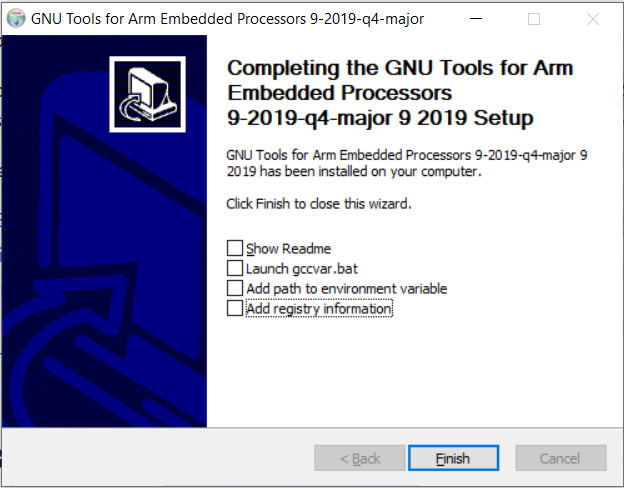 GNU Tools for Arm Embedded Processors 9-2019-q4-major
Completing the GNU Tools for Arm
Embedded Processors
9-2019-q4-major 9 2019 Setup
GNU Tools for Arm Embedded Processors 9-2019-q4-major 9
2019 has been installed on your computer.
Click Finish to close this wizard.
Show Readme
Launch gccvar.bat
Add path to environment variable
Add registry information
< Back
Finish
Cancel